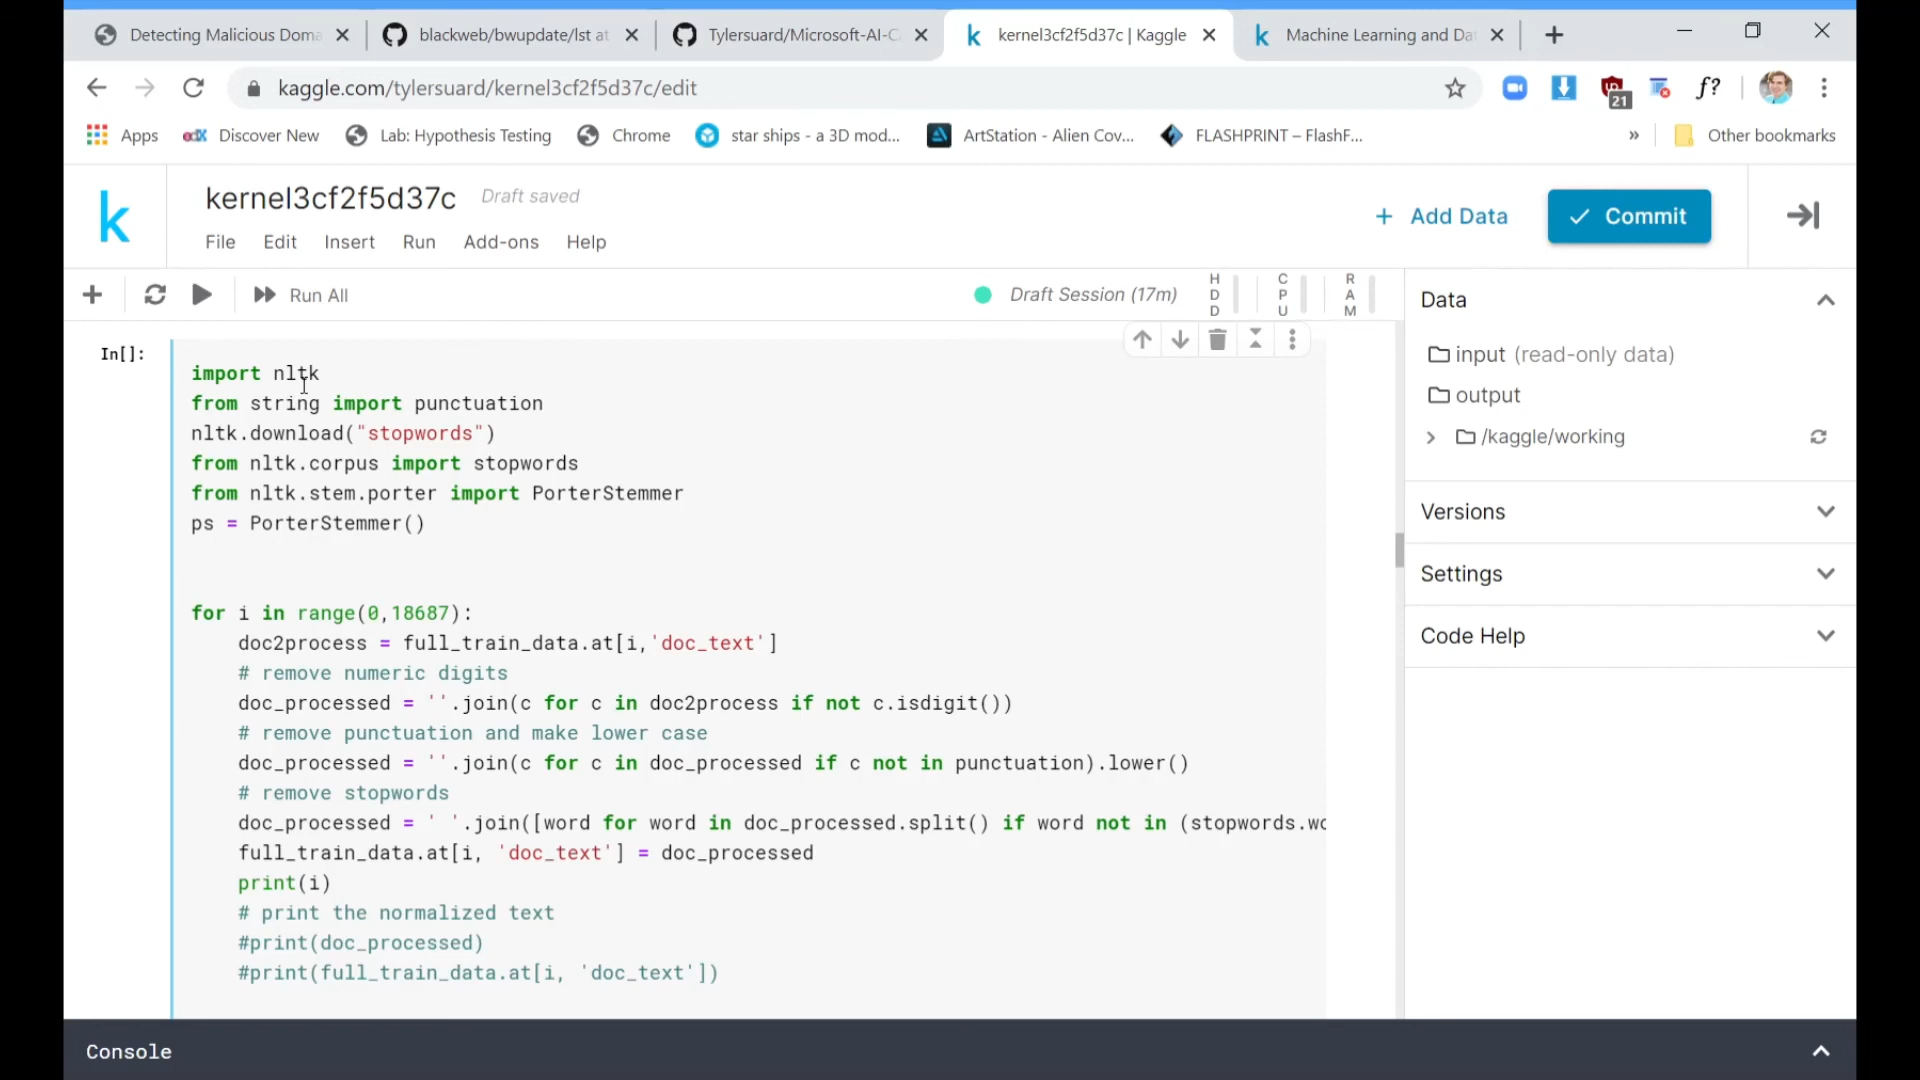 Detecting Malicious Doma
blackweb/bwupdate/lst at
Tylersuard/Microsoft-AI-C
kernel3cf2f5d37c | Kaggle
Machine Learning and Dat
kaggle.com/tylersuard/kernel3cf2f5d37c/edit
21
f?
Apps
edX Discover New
Lab: Hypothesis Testing
Chrome
star ships - a 3D mod...
ArtStation - Alien Cov...
FLASHPRINT – FlashF...
»
Other bookmarks
k
kernel3cf2f5d37c Draft saved
File Edit Insert Run Add-ons Help
+ Add Data
Commit
Run All
Draft Session (17m)
HDD
CPU
RAM
Data
input (read-only data)
output
/kaggle/working
Versions
Settings
Code Help
In[]:
import nltk
from string import punctuation
nltk.download("stopwords")
from nltk.corpus import stopwords
from nltk.stem.porter import PorterStemmer
ps = PorterStemmer()
for i in range(0,18687):
    doc2process = full_train_data.at[i,'doc_text']
    # remove numeric digits
    doc_processed = ''.join(c for c in doc2process if not c.isdigit())
    # remove punctuation and make lower case
    doc_processed = ''.join(c for c in doc_processed if c not in punctuation).lower()
    # remove stopwords
    doc_processed = ' '.join([word for word in doc_processed.split() if word not in (stopwords.wo
    full_train_data.at[i, 'doc_text'] = doc_processed
    print(i)
    # print the normalized text
    #print(doc_processed)
    #print(full_train_data.at[i, 'doc_text'])
Console